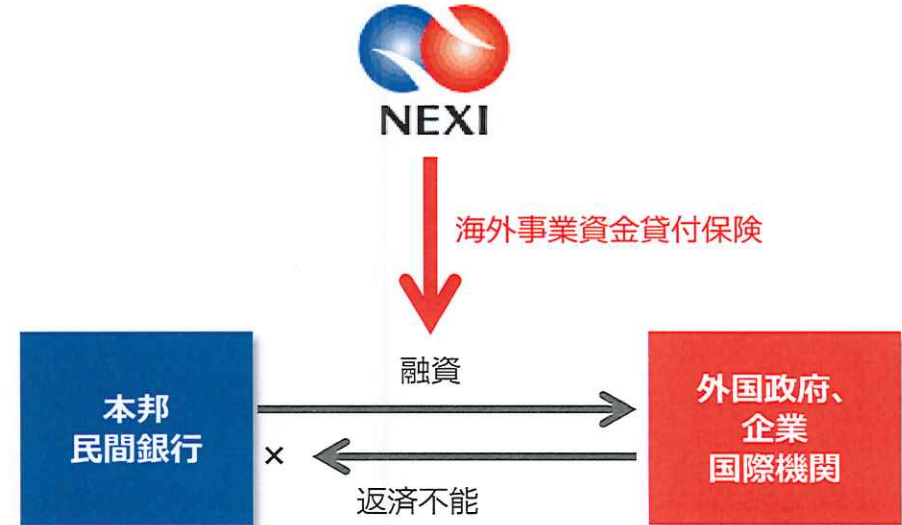 NEXI
海外事業資金貸付保険
融資
本邦
民間銀行
×
返済不能
外国政府、
企業
国際機関